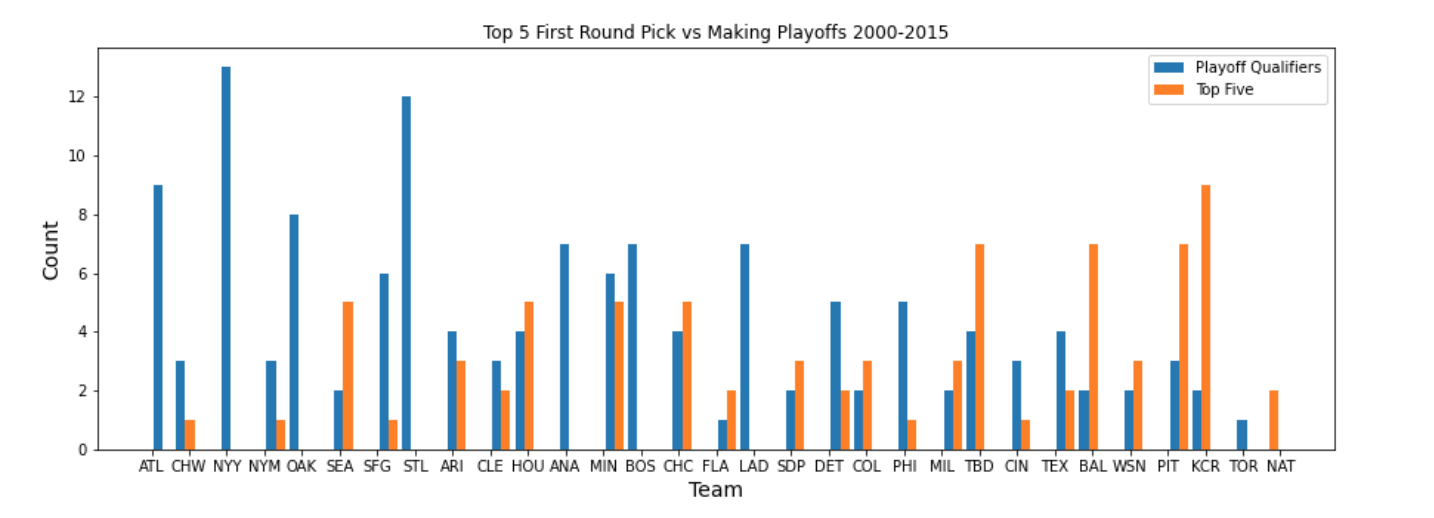 Top 5 First Round Pick vs Making Playoffs 2000-2015
Playoff Qualifiers
Top Five
12
10
8
6
4
2
0
Count
ATL CHW NYY NYM OAK SEA SFG STL ARI CLE HOU ANA MIN BOS CHC FLA LAD SDP DET COL PHI MIL TBD CIN TEX BAL WSN PIT KCR TOR NAT
Team